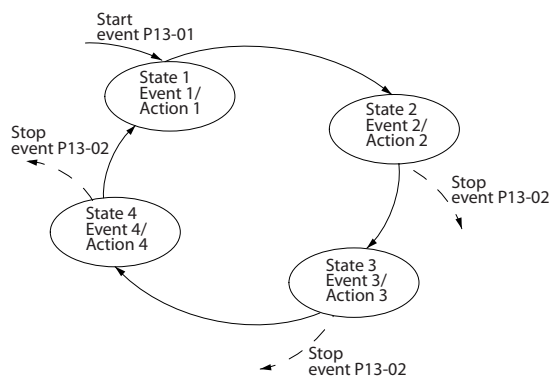 Start
event P13-01
State 1
Event 1/
Action 1
State 2
Event 2/
Action 2
Stop
event P13-02
Stop
event P13-02
State 4
Event 4/
Action 4
State 3
Event 3/
Action 3
Stop
event P13-02